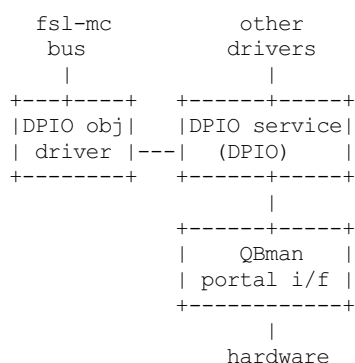 fsl-mc          other
    bus           drivers
     |               |
 +---+----+   +------+-----+
 |DPIO obj|   |DPIO service|
 | driver |---|  (DPIO)    |
 +--------+   +------+-----+
                     |
              +------+-----+
              |    QBman   |
              | portal i/f |
              +------------+
                     |
                  hardware